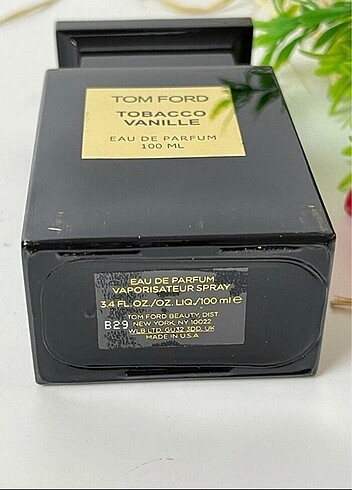 TOM FORD
TOBACCO
VANILLE
EAU DE PARFUM
100 ML
EAU DE PARFUM
VAPORISATEUR SPRAY
3.4 FL. OZ./OZ. LIQ./100 ml e
TOM FORD BEAUTY, DIST.
B29 NEW YORK, NY 10022
WLB LTD, GU32 3DD, UK
MADE IN U.S.A